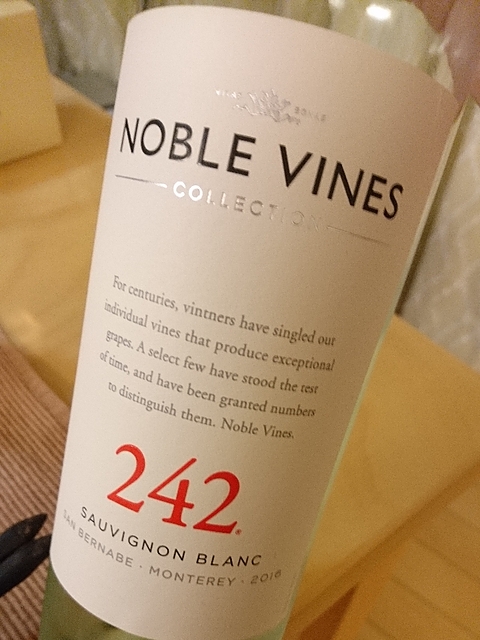 NOBLE VINES
COLLECTION
For centuries, vintners have singled out
individual vines that produce exceptional
grapes. A select few have stood the test
of time, and have been granted numbers
to distinguish them. Noble Vines.
242.
SAUVIGNON BLANC
SAN BERNABE · MONTEREY · 2016